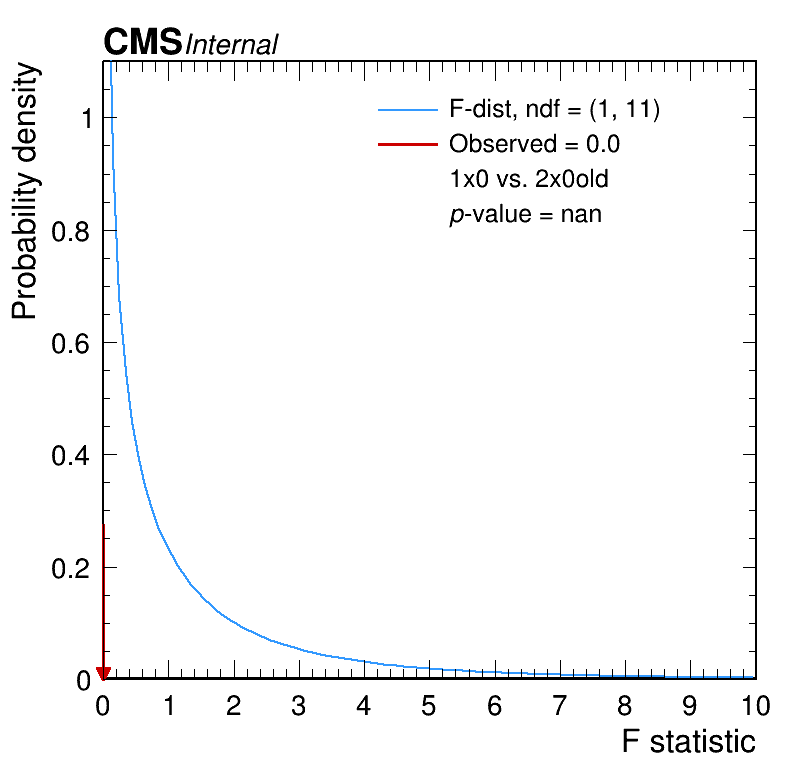 CMS Internal
Probability density
F-dist, ndf = (1, 11)
Observed = 0.0
1x0 vs. 2x0old
p-value = nan
1
0.8
0.6
0.4
0.2
0
0 1 2 3 4 5 6 7 8 9 10
F statistic